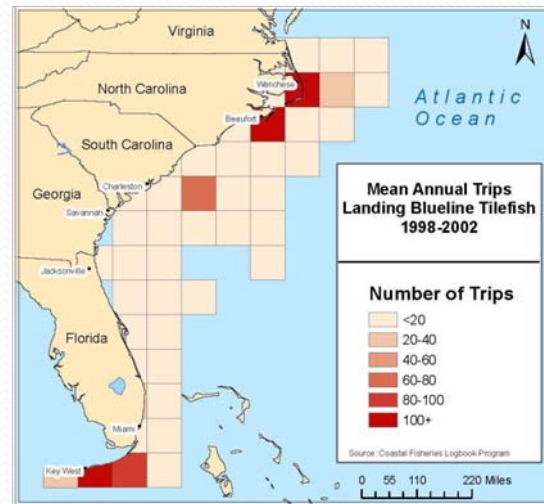 Virginia
N
North Carolina
Wanchese
Atlantic
Ocean
Beaufort
South Carolina
Georgia
Charleston
Savannah
Mean Annual Trips
Landing Blueline Tilefish
1998-2002
Jacksonville
Number of Trips
<20
20-40
40-60
60-80
80-100
100+
Florida
Miami
Key West
Source: Coastal Fisheries Logbook Program
0 55 110 220 Miles